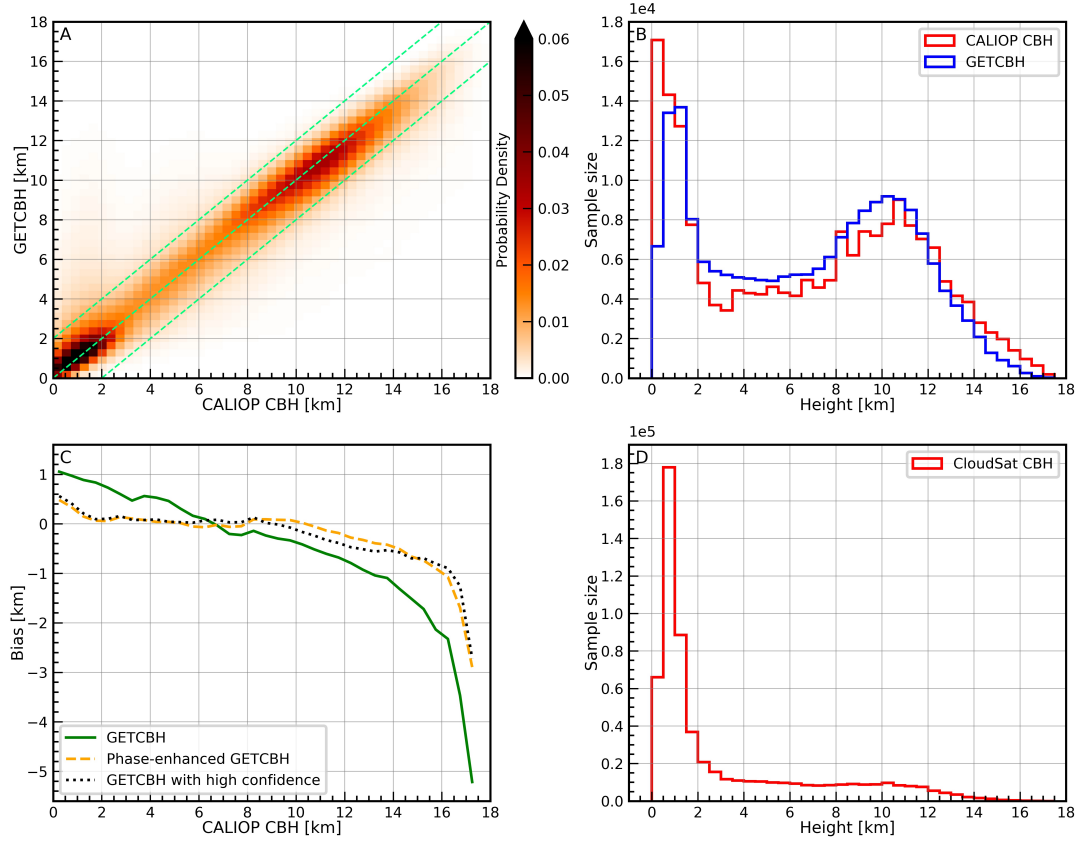 A
18
16
14
12
10
8
6
4
2
0
GETCBH [km]
0 2 4 6 8 10 12 14 16 18
CALIOP CBH [km]
0.06
0.05
0.04
0.03
0.02
0.01
0.00
Probability Density
1e4
B
CALIOP CBH
GETCBH
1.8
1.6
1.4
1.2
1.0
0.8
0.6
0.4
0.2
0.0
Sample size
0 2 4 6 8 10 12 14 16 18
Height [km]
C
1
0
−1
−2
−3
−4
−5
Bias [km]
GETCBH
Phase-enhanced GETCBH
GETCBH with high confidence
0 2 4 6 8 10 12 14 16 18
CALIOP CBH [km]
1e5
D
CloudSat CBH
1.8
1.6
1.4
1.2
1.0
0.8
0.6
0.4
0.2
0.0
Sample size
0 2 4 6 8 10 12 14 16 18
Height [km]